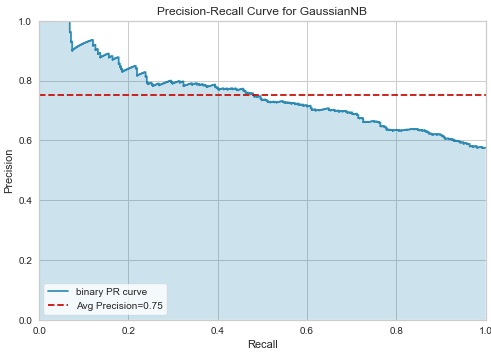 Precision-Recall Curve for GaussianNB
1.0
0.8
0.6
0.4
0.2
0.0
Precision
binary PR curve
Avg Precision=0.75
0.0 0.2 0.4 0.6 0.8 1.0
Recall